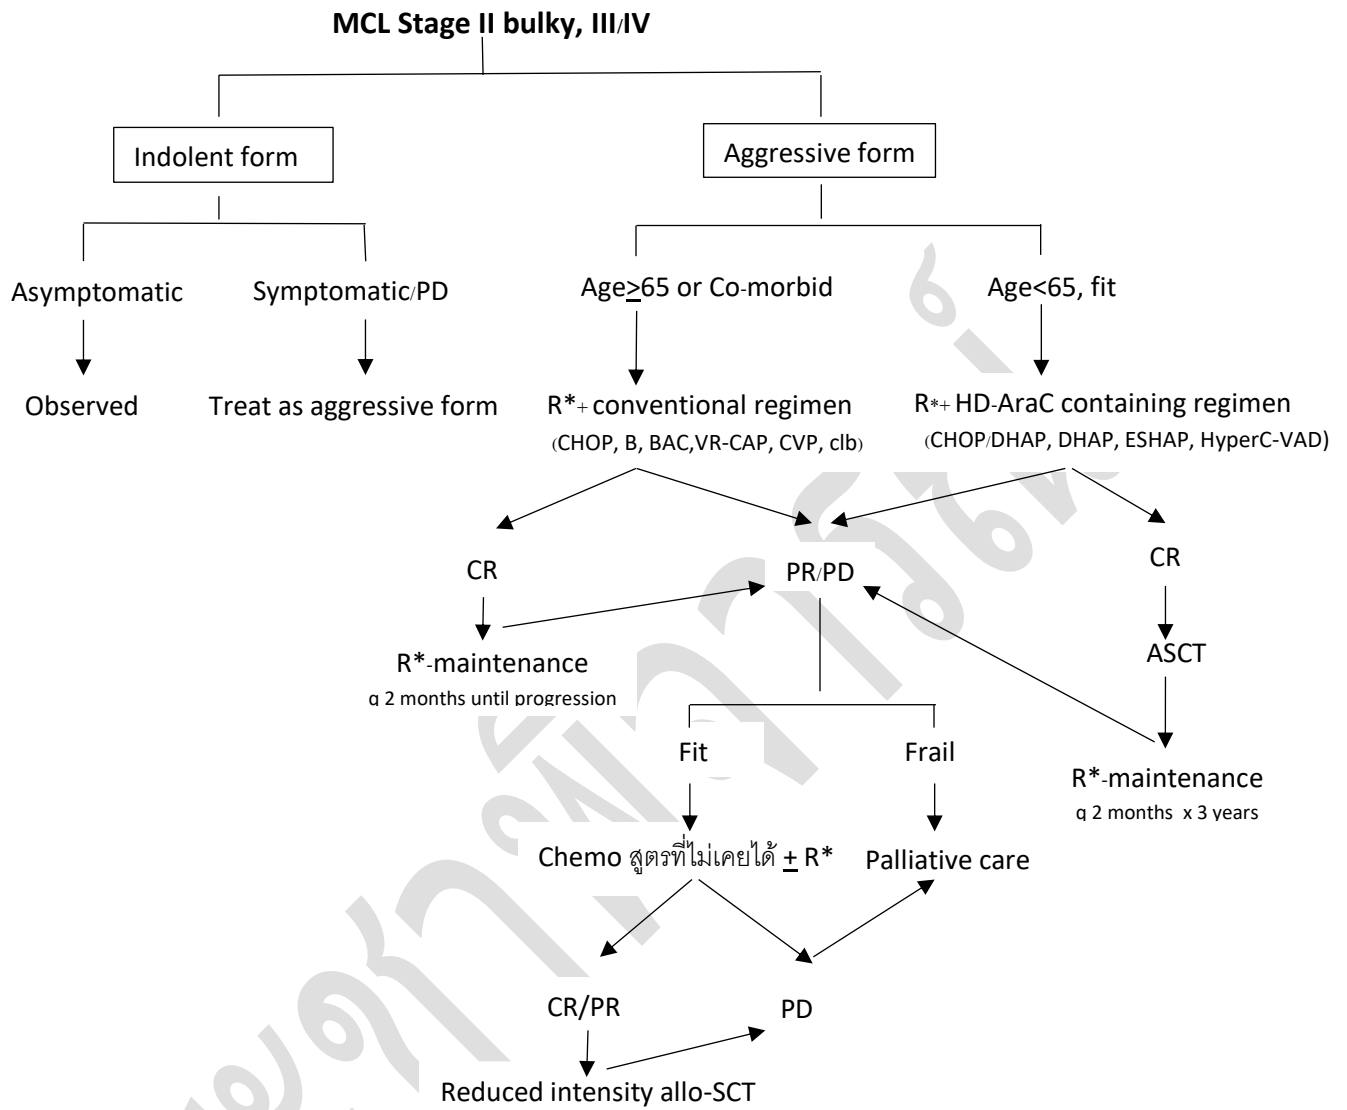 MCL Stage II bulky, III/IV
Indolent form
Aggressive form
Asymptomatic
Symptomatic/PD
Age≥65 or Co-morbid
Age<65, fit
Observed
Treat as aggressive form
R*+ conventional regimen
(CHOP, B, BAC,VR-CAP, CVP, clb)
R*+ HD-AraC containing regimen
(CHOP/DHAP, DHAP, ESHAP, HyperC-VAD)
CR
PR/PD
CR
R*-maintenance
q 2 months until progression
ASCT
Fit
Frail
R*-maintenance
q 2 months x 3 years
Chemo สูตรที่ไม่เคยได้ ± R*
Palliative care
CR/PR
PD
Reduced intensity allo-SCT